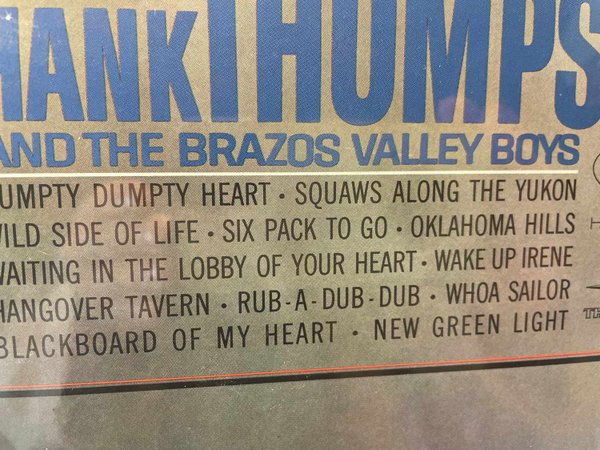 HANK THOMPS
AND THE BRAZOS VALLEY BOYS
UMPTY DUMPTY HEART • SQUAWS ALONG THE YUKON
WILD SIDE OF LIFE • SIX PACK TO GO • OKLAHOMA HILLS
WAITING IN THE LOBBY OF YOUR HEART • WAKE UP IRENE
HANGOVER TAVERN • RUB-A-DUB-DUB • WHOA SAILOR
BLACKBOARD OF MY HEART • NEW GREEN LIGHT